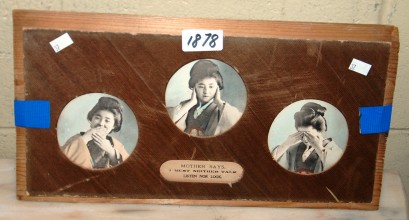 1878
MOTHER SAYS,
I MUST NEITHER TALK
LISTEN NOR LOOK.